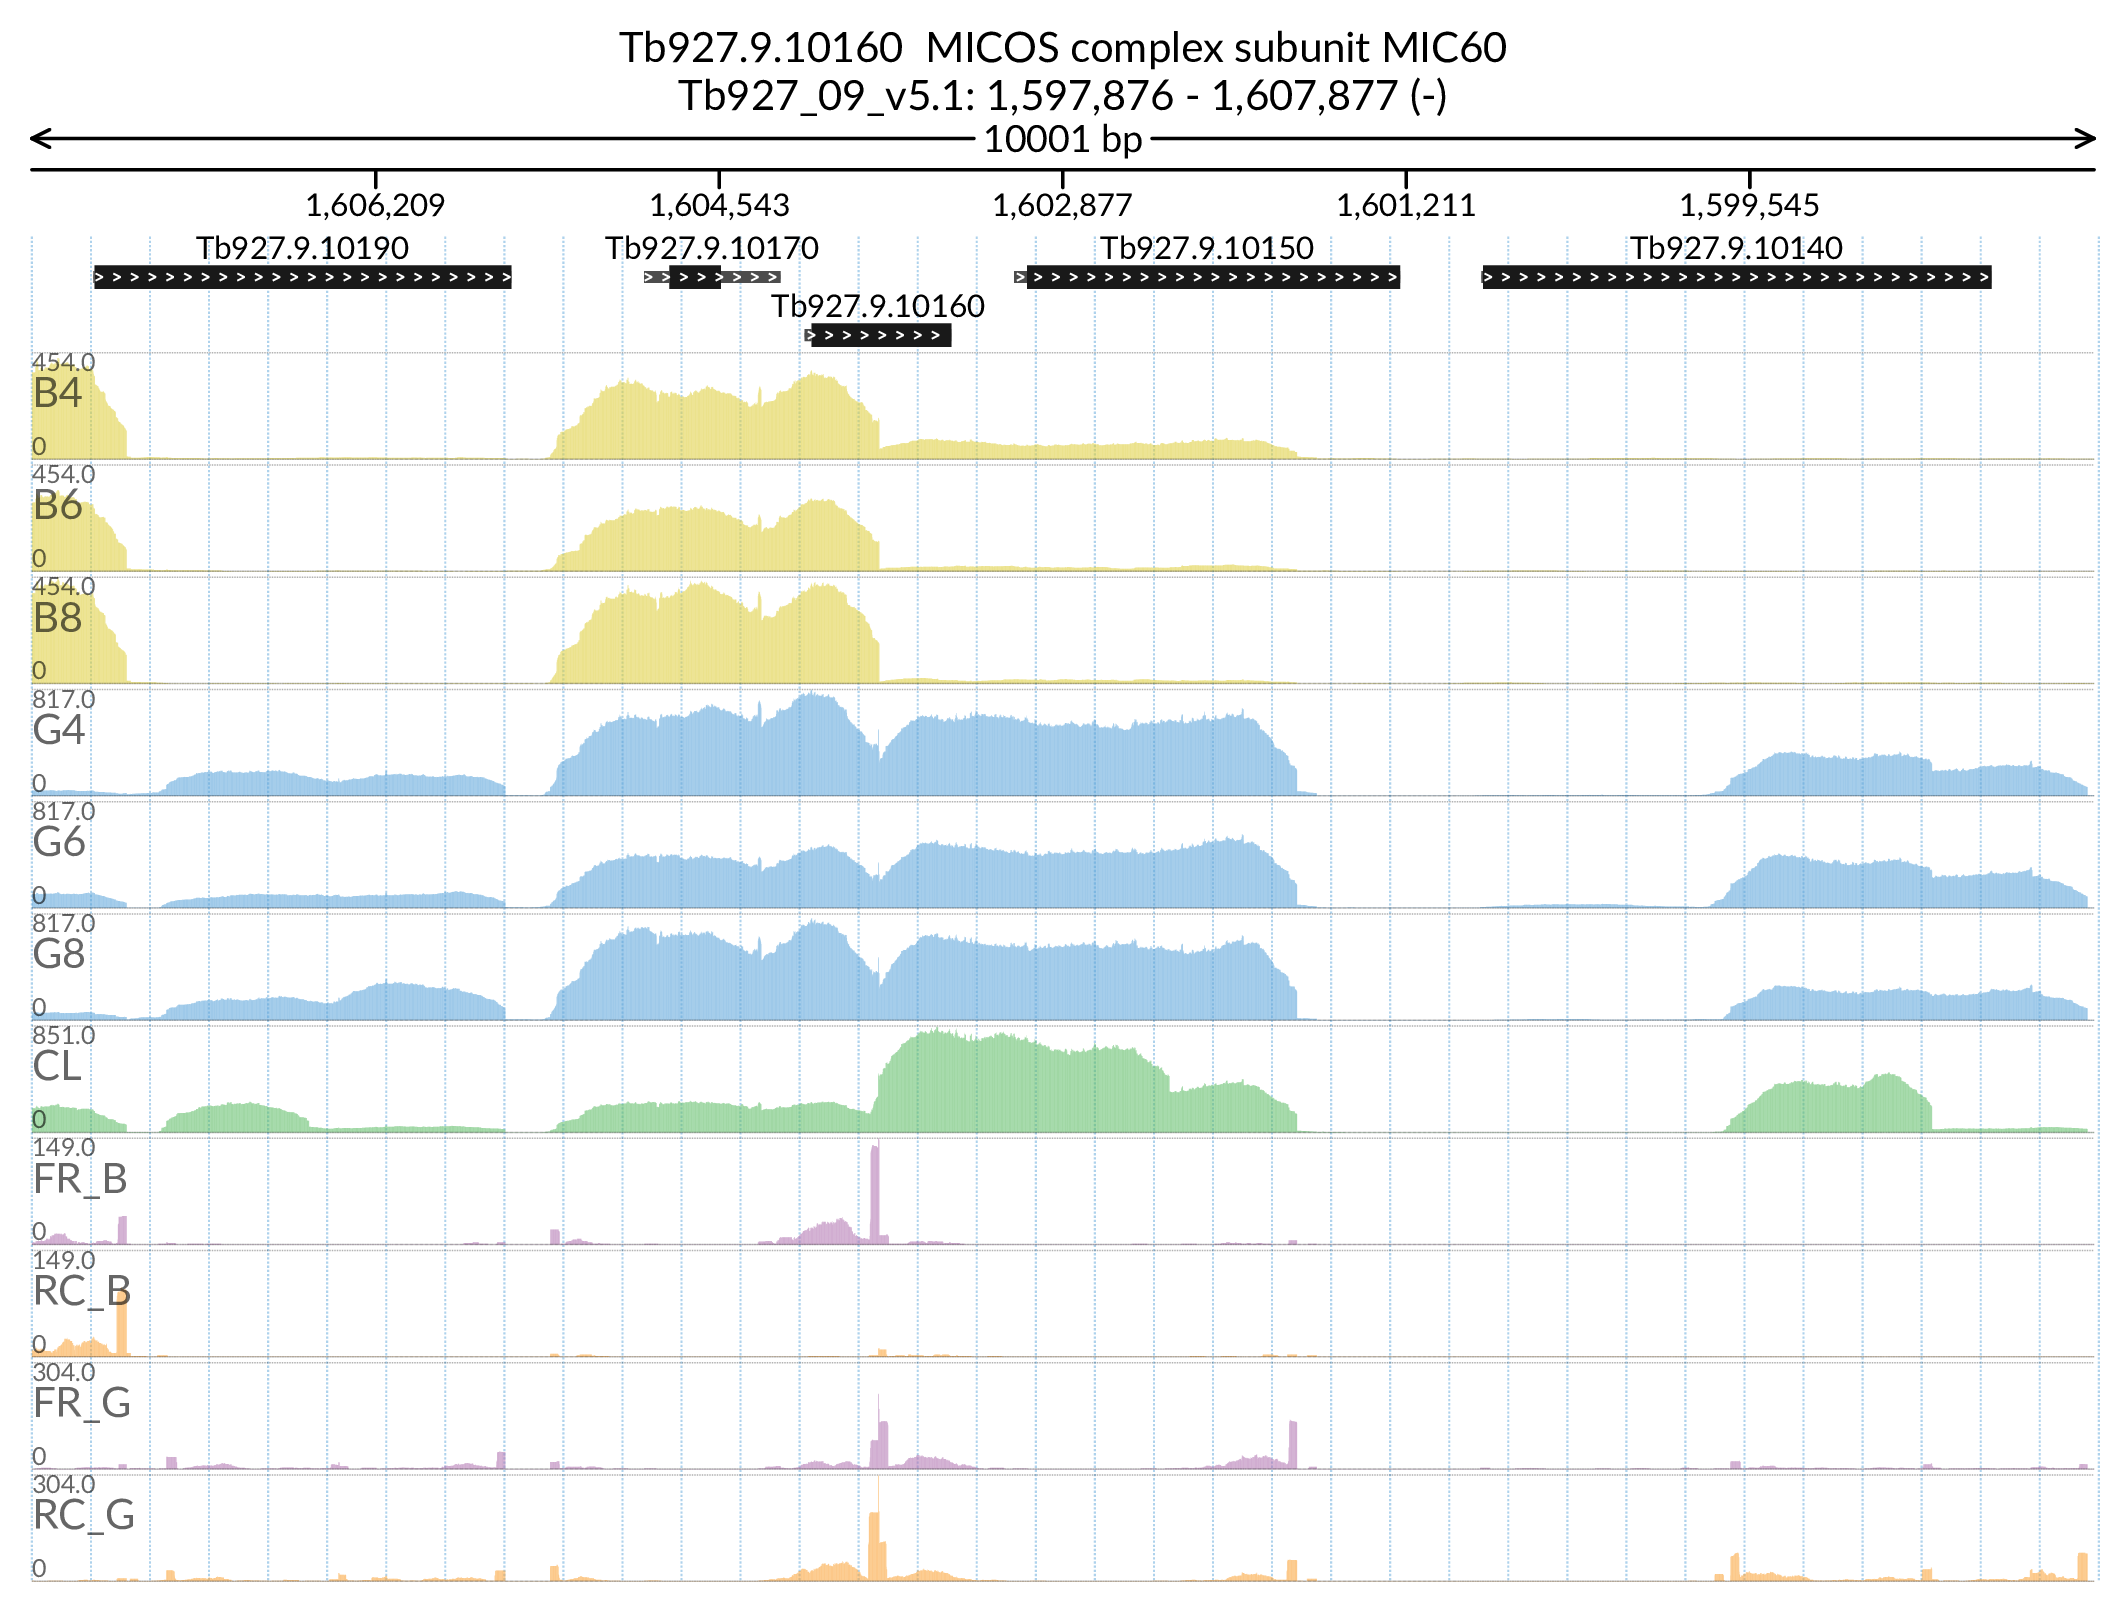 Tb927.9.10160  MICOS complex subunit MIC60
Tb927_09_v5.1: 1,597,876 - 1,607,877 (-)
10001 bp
1,606,209 1,604,543 1,602,877 1,601,211 1,599,545
Tb927.9.10190 Tb927.9.10170 Tb927.9.10150 Tb927.9.10140
Tb927.9.10160
454.0
B4
0
454.0
B6
0
454.0
B8
0
817.0
G4
0
817.0
G6
0
817.0
G8
0
851.0
CL
0
149.0
FR_B
0
149.0
RC_B
0
304.0
FR_G
0
304.0
RC_G
0